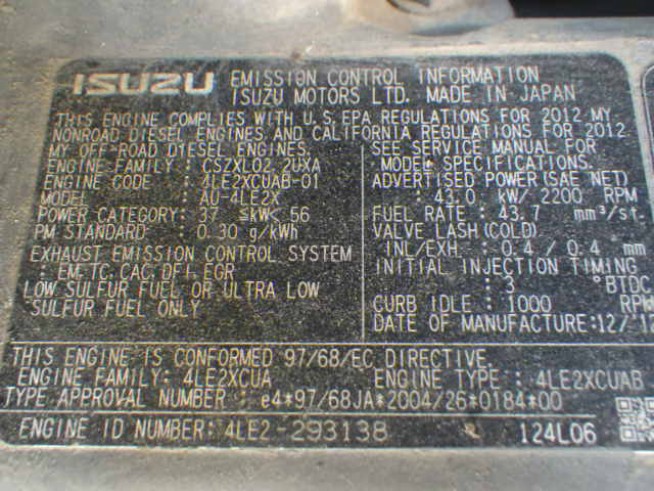 ISUZU EMISSION CONTROL INFORMATION
ISUZU MOTORS LTD. MADE IN JAPAN
THIS ENGINE COMPLIES WITH U.S.EPA REGULATIONS FOR 2012 MY
NONROAD DIESEL ENGINES AND CALIFORNIA REGULATIONS FOR 2012
MY OFF-ROAD DIESEL ENGINES.
ENGINE FAMILY : CSZXL02.2UXA
ENGINE CODE : 4LE2XCUAB-01
MODEL : AU-4LE2X
POWER CATEGORY: 37 ≦kW< 56
PM STANDARD : 0.30 g/kWh
EXHAUST EMISSION CONTROL SYSTEM
: EM,TC,CAC,DFI,EGR
LOW SULFUR FUEL OR ULTRA LOW
SULFUR FUEL ONLY
SEE SERVICE MANUAL FOR
MODEL SPECIFICATIONS.
ADVERTISED POWER(SAE NET)
: 43.0 kW/ 2200 RPM
FUEL RATE : 43.7 mm³/st.
VALVE LASH (COLD)
INL/EXH. : 0.4 / 0.4 mm
INITIAL INJECTION TIMING
: 3 °BTDC
CURB IDLE : 1000 RPM
DATE OF MANUFACTURE:12/'12
THIS ENGINE IS CONFORMED 97/68/EC DIRECTIVE
ENGINE FAMILY: 4LE2XCUA ENGINE TYPE : 4LE2XCUAB
TYPE APPROVAL NUMBER : e4*97/68JA*2004/26*0184*00
ENGINE ID NUMBER: 4LE2-293138 124L06